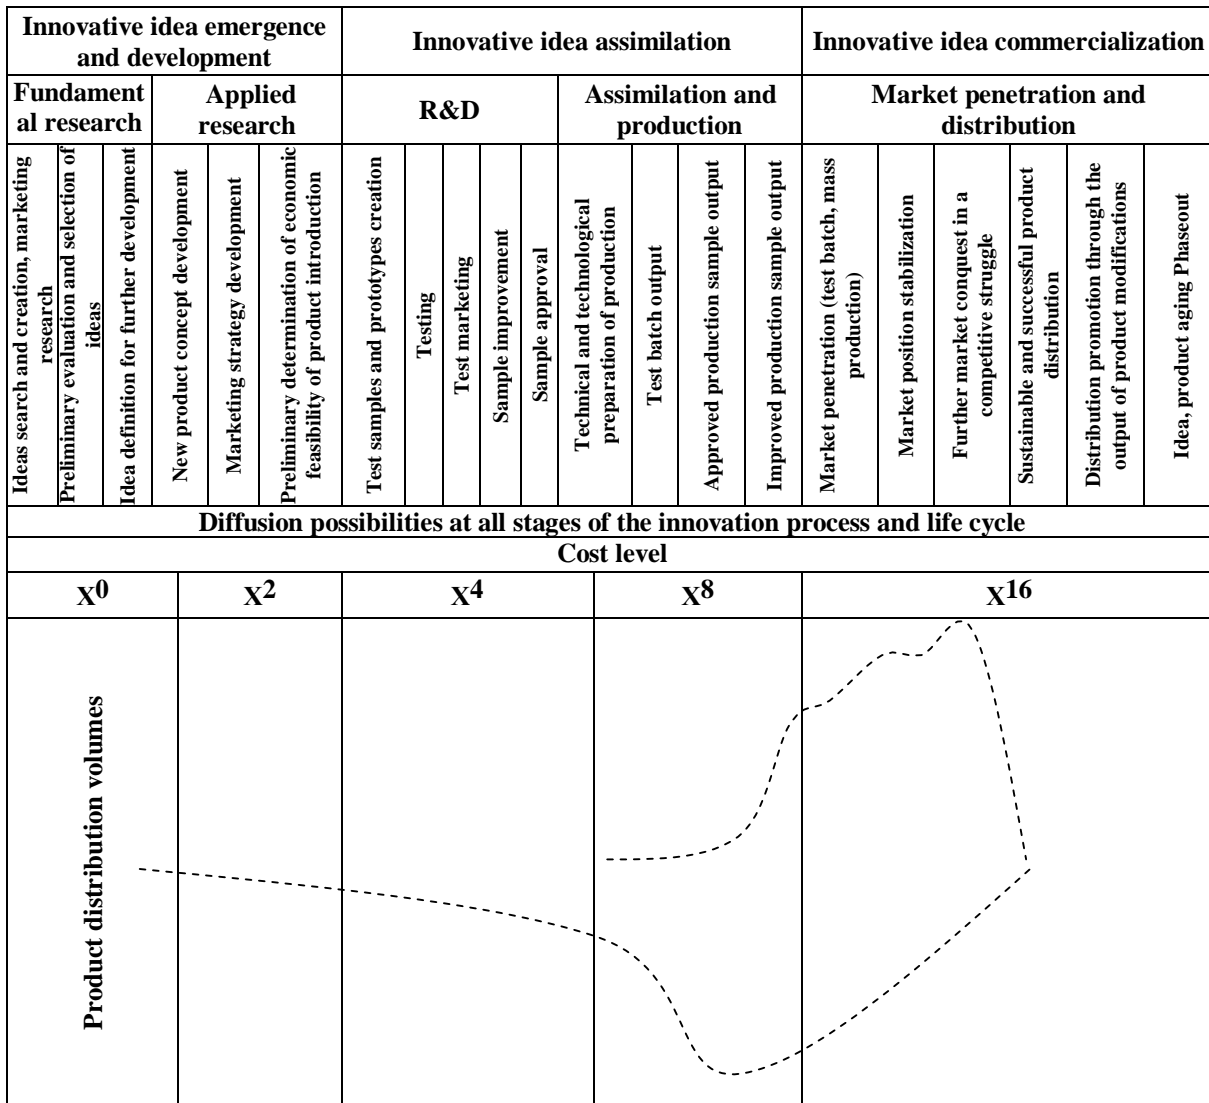 Innovative idea emergence
and development
Innovative idea assimilation
Innovative idea commercialization
Fundament
al research
Applied
research
R&D
Assimilation and
production
Market penetration and
distribution
Ideas search and creation, marketing
research
Preliminary evaluation and selection of
ideas
Idea definition for further development
New product concept development
Marketing strategy development
Preliminary determination of economic
feasibility of product introduction
Test samples and prototypes creation
Testing
Test marketing
Sample improvement
Sample approval
Technical and technological
preparation of production
Test batch output
Approved production sample output
Improved production sample output
Market penetration (test batch, mass
production)
Market position stabilization
Further market conquest in a
competitive struggle
Sustainable and successful product
distribution
Distribution promotion through the
output of product modifications
Idea, product aging Phaseout
Diffusion possibilities at all stages of the innovation process and life cycle
Cost level
X⁰
X²
X⁴
X⁸
X¹⁶
Product distribution volumes